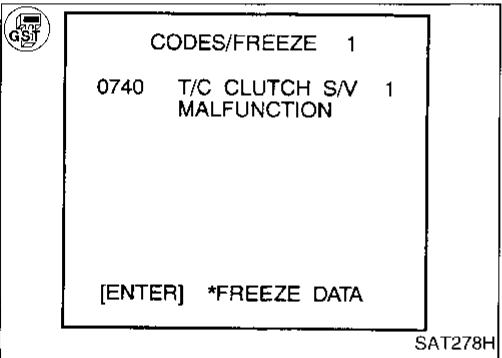 GST
CODES/FREEZE 1
0740 T/C CLUTCH S/V 1
MALFUNCTION
[ENTER] *FREEZE DATA
SAT278H